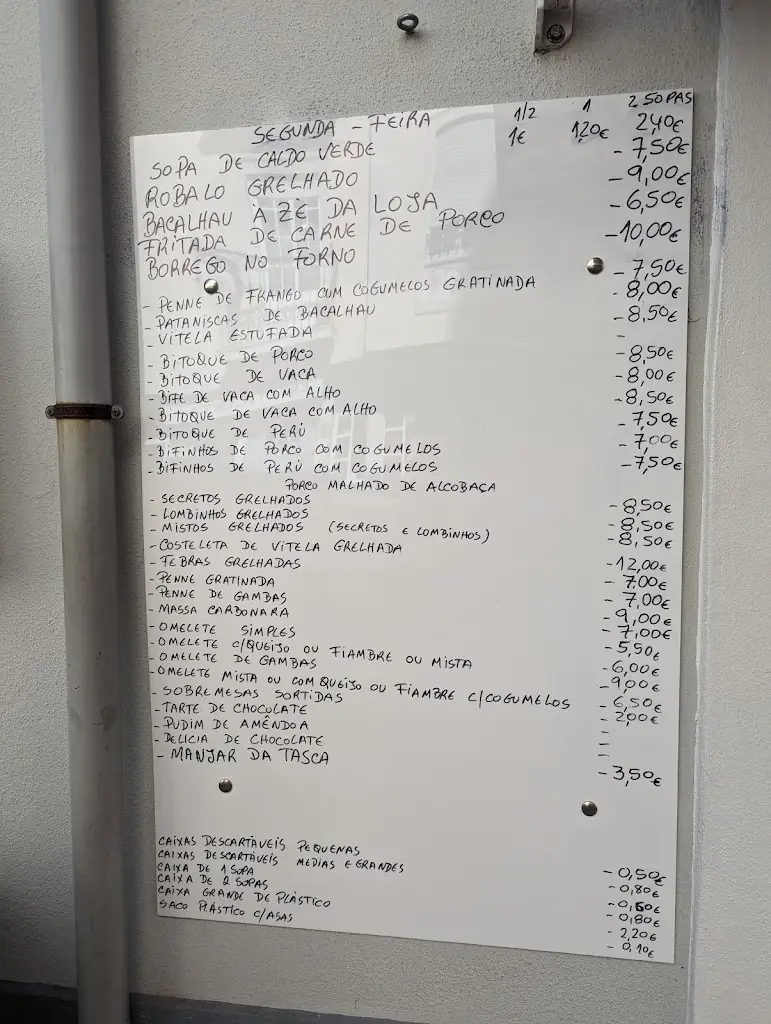 SEGUNDA - FEIRA 1/2 1 2 SOPAS
SOPA DE CALDO VERDE 1€ 1,20€ 2,40€
ROBALO GRELHADO - 7,50€
BACALHAU À ZÉ DA LOJA - 9,00€
FRITADA DE CARNE DE PORCO - 6,50€
BORREGO NO FORNO - 10,00€
- PENNE DE FRANGO COM COGUMELOS GRATINADA - 7,50€
- PATANISCAS DE BACALHAU - 8,00€
- VITELA ESTUFADA - 8,50€
- BITOQUE DE PORCO -
- BITOQUE DE VACA - 8,50€
- BIFE DE VACA COM ALHO - 8,00€
- BITOQUE DE VACA COM ALHO - 8,50€
- BITOQUE DE PERÚ - 7,50€
- BIFINHOS DE PORCO COM COGUMELOS - 7,00€
- BIFINHOS DE PERÚ COM COGUMELOS - 7,50€
PORCO MALHADO DE ALCOBAÇA
- SECRETOS GRELHADOS - 8,50€
- LOMBINHOS GRELHADOS - 8,50€
- MISTOS GRELHADOS (SECRETOS E LOMBINHOS) - 8,50€
- COSTELETA DE VITELA GRELHADA - 12,00€
- FEBRAS GRELHADAS - 7,00€
- PENNE GRATINADA - 7,00€
- PENNE DE GAMBAS - 9,00€
- MASSA CARBONARA - 7,00€
- OMELETE SIMPLES - 5,50€
- OMELETE C/QUEIJO OU FIAMBRE OU MISTA - 6,00€
- OMELETE DE GAMBAS - 9,00€
- OMELETE MISTA OU COM QUEIJO OU FIAMBRE C/COGUMELOS - 6,50€
- SOBREMESAS SORTIDAS - 2,00€
- TARTE DE CHOCOLATE -
- PUDIM DE AMÊNDOA -
- DELICIA DE CHOCOLATE -
- MANJAR DA TASCA - 3,50€
CAIXAS DESCARTÁVEIS PEQUENAS - 0,50€
CAIXAS DESCARTÁVEIS MEDIAS E GRANDES - 0,80€
CAIXA DE 1 SOPA - 0,60€
CAIXA DE 2 SOPAS - 0,80€
CAIXA GRANDE DE PLÁSTICO - 2,20€
SACO PLÁSTICO C/ASAS - 0,10€